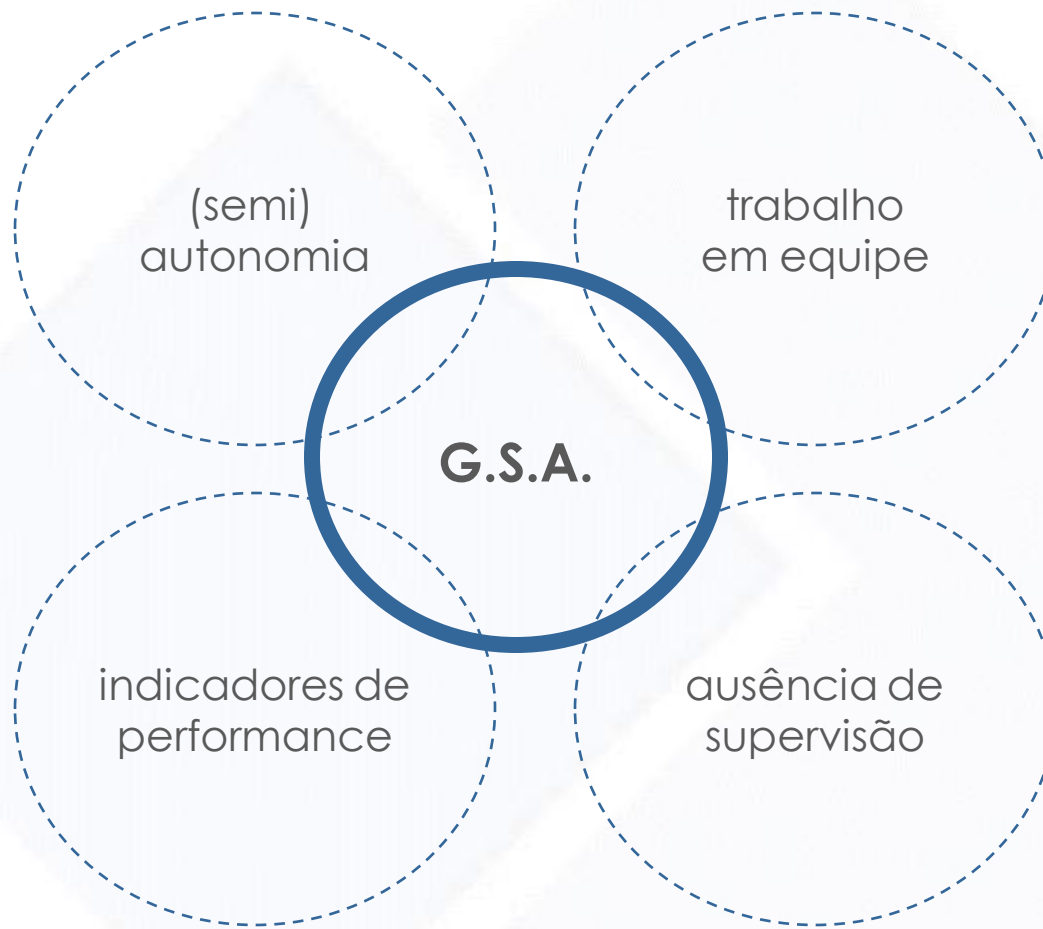 (semi)
autonomia
trabalho
em equipe
G.S.A.
indicadores de
performance
ausência de
supervisão